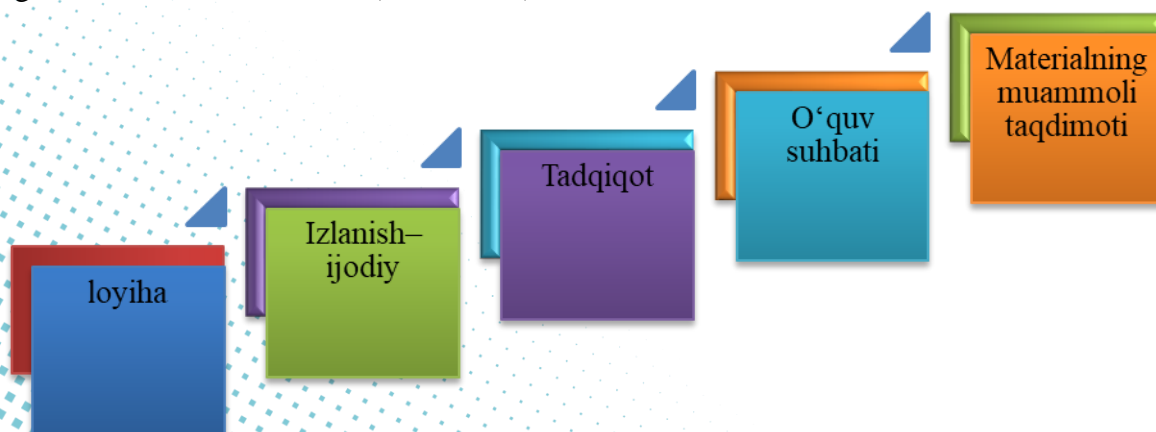 loyiha
Izlanish–
ijodiy
Tadqiqot
O‘quv
suhbati
Materialning
muammoli
taqdimoti